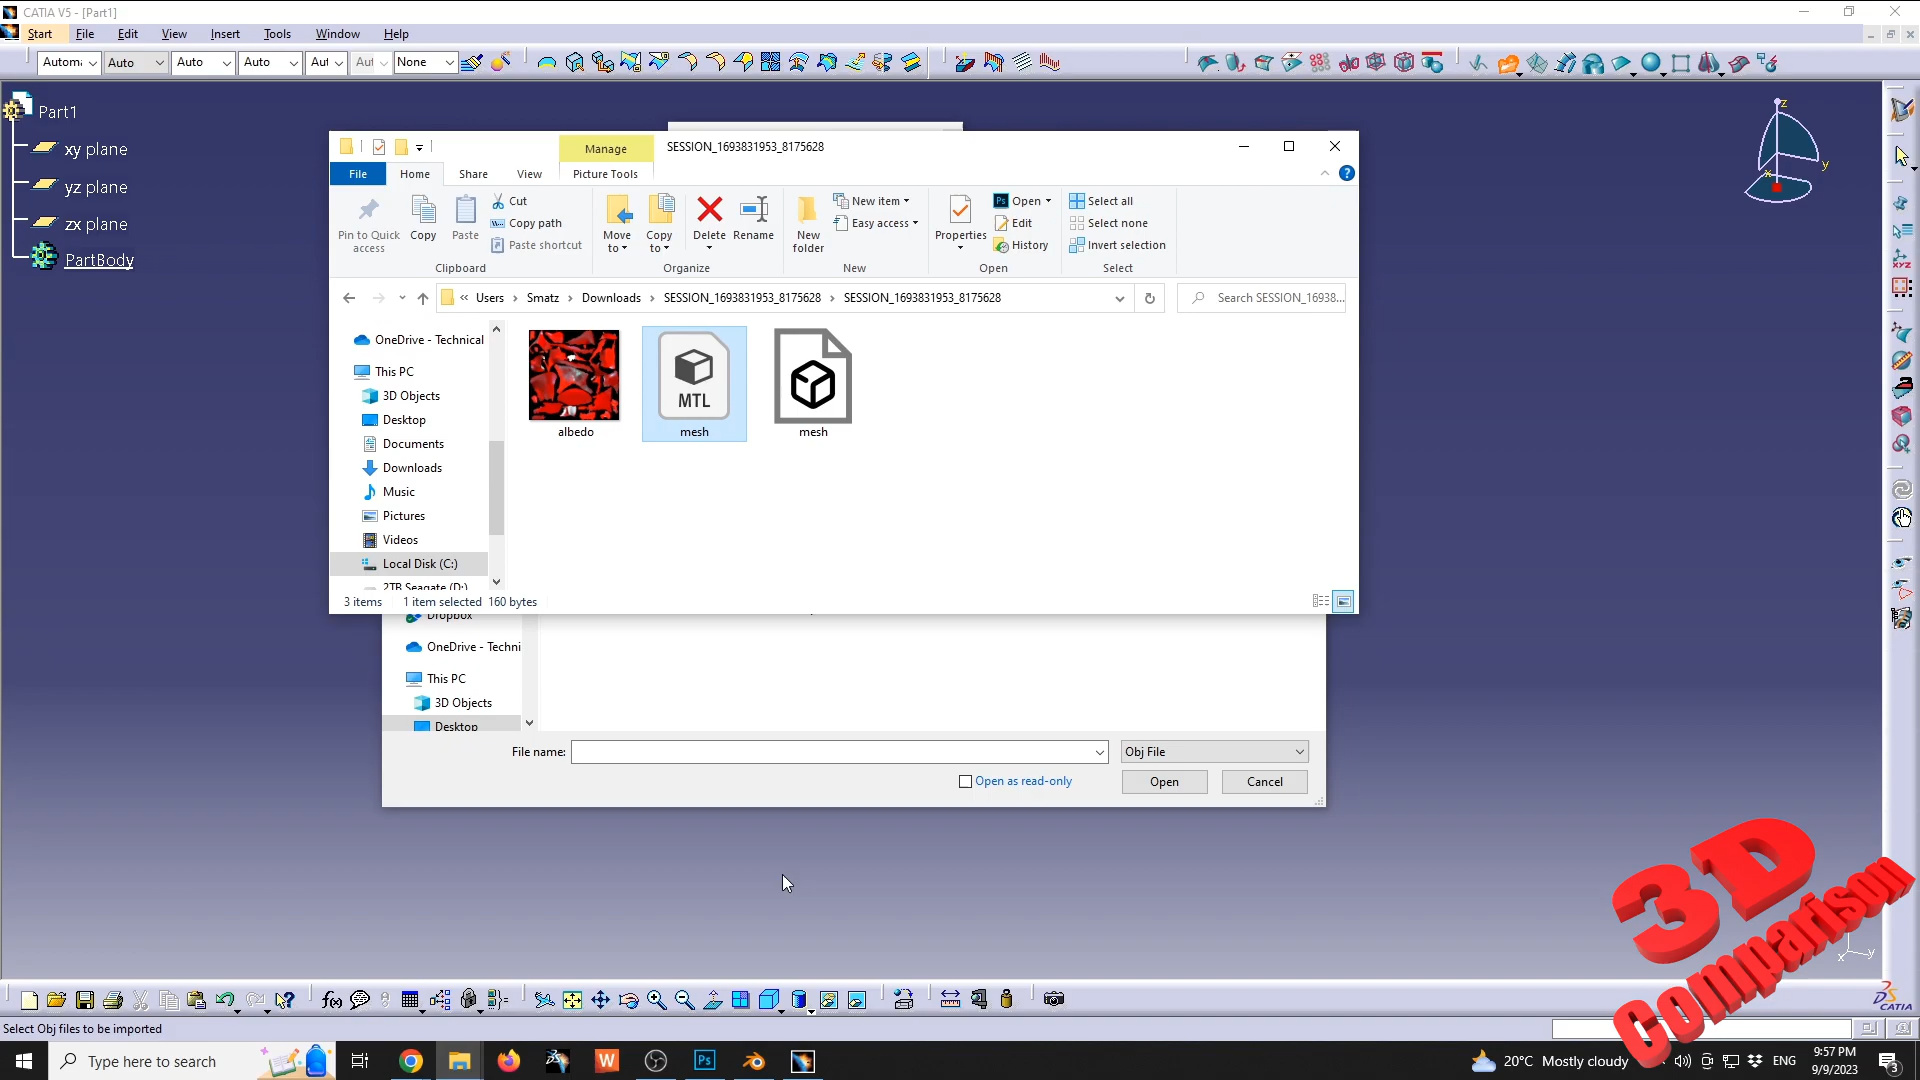 CATIA V5 - [Part1]
Start File Edit View Insert Tools Window Help
Auto Auto Auto None
Part1
xy plane
yz plane
zx plane
PartBody
z
y
x
Manage SESSION_1693831953_8175628
File Home Share View Picture Tools
Pin to Quick access
Copy
Paste
Cut
Copy path
Paste shortcut
Clipboard
Move to
Copy to
Delete
Rename
Organize
New folder
New item
Easy access
New
Properties
Ps Open
Edit
History
Open
Select all
Select none
Invert selection
Select
« Users > Smatz > Downloads > SESSION_1693831953_8175628 > SESSION_1693831953_8175628
Search SESSION_16938...
OneDrive - Technical
This PC
3D Objects
Desktop
Documents
Downloads
Music
Pictures
Videos
Local Disk (C:)
2TB Seagate (D:)
albedo
MTL
mesh
mesh
3 items 1 item selected 160 bytes
Dropbox
OneDrive - Techni
This PC
3D Objects
Desktop
File name:
Obj File
Open as read-only
Open
Cancel
3D
Comparison
x y
f(x)
CATIA
Select Obj files to be imported
Type here to search
W
Ps
20°C Mostly cloudy
ENG
9:57 PM
9/9/2023
3